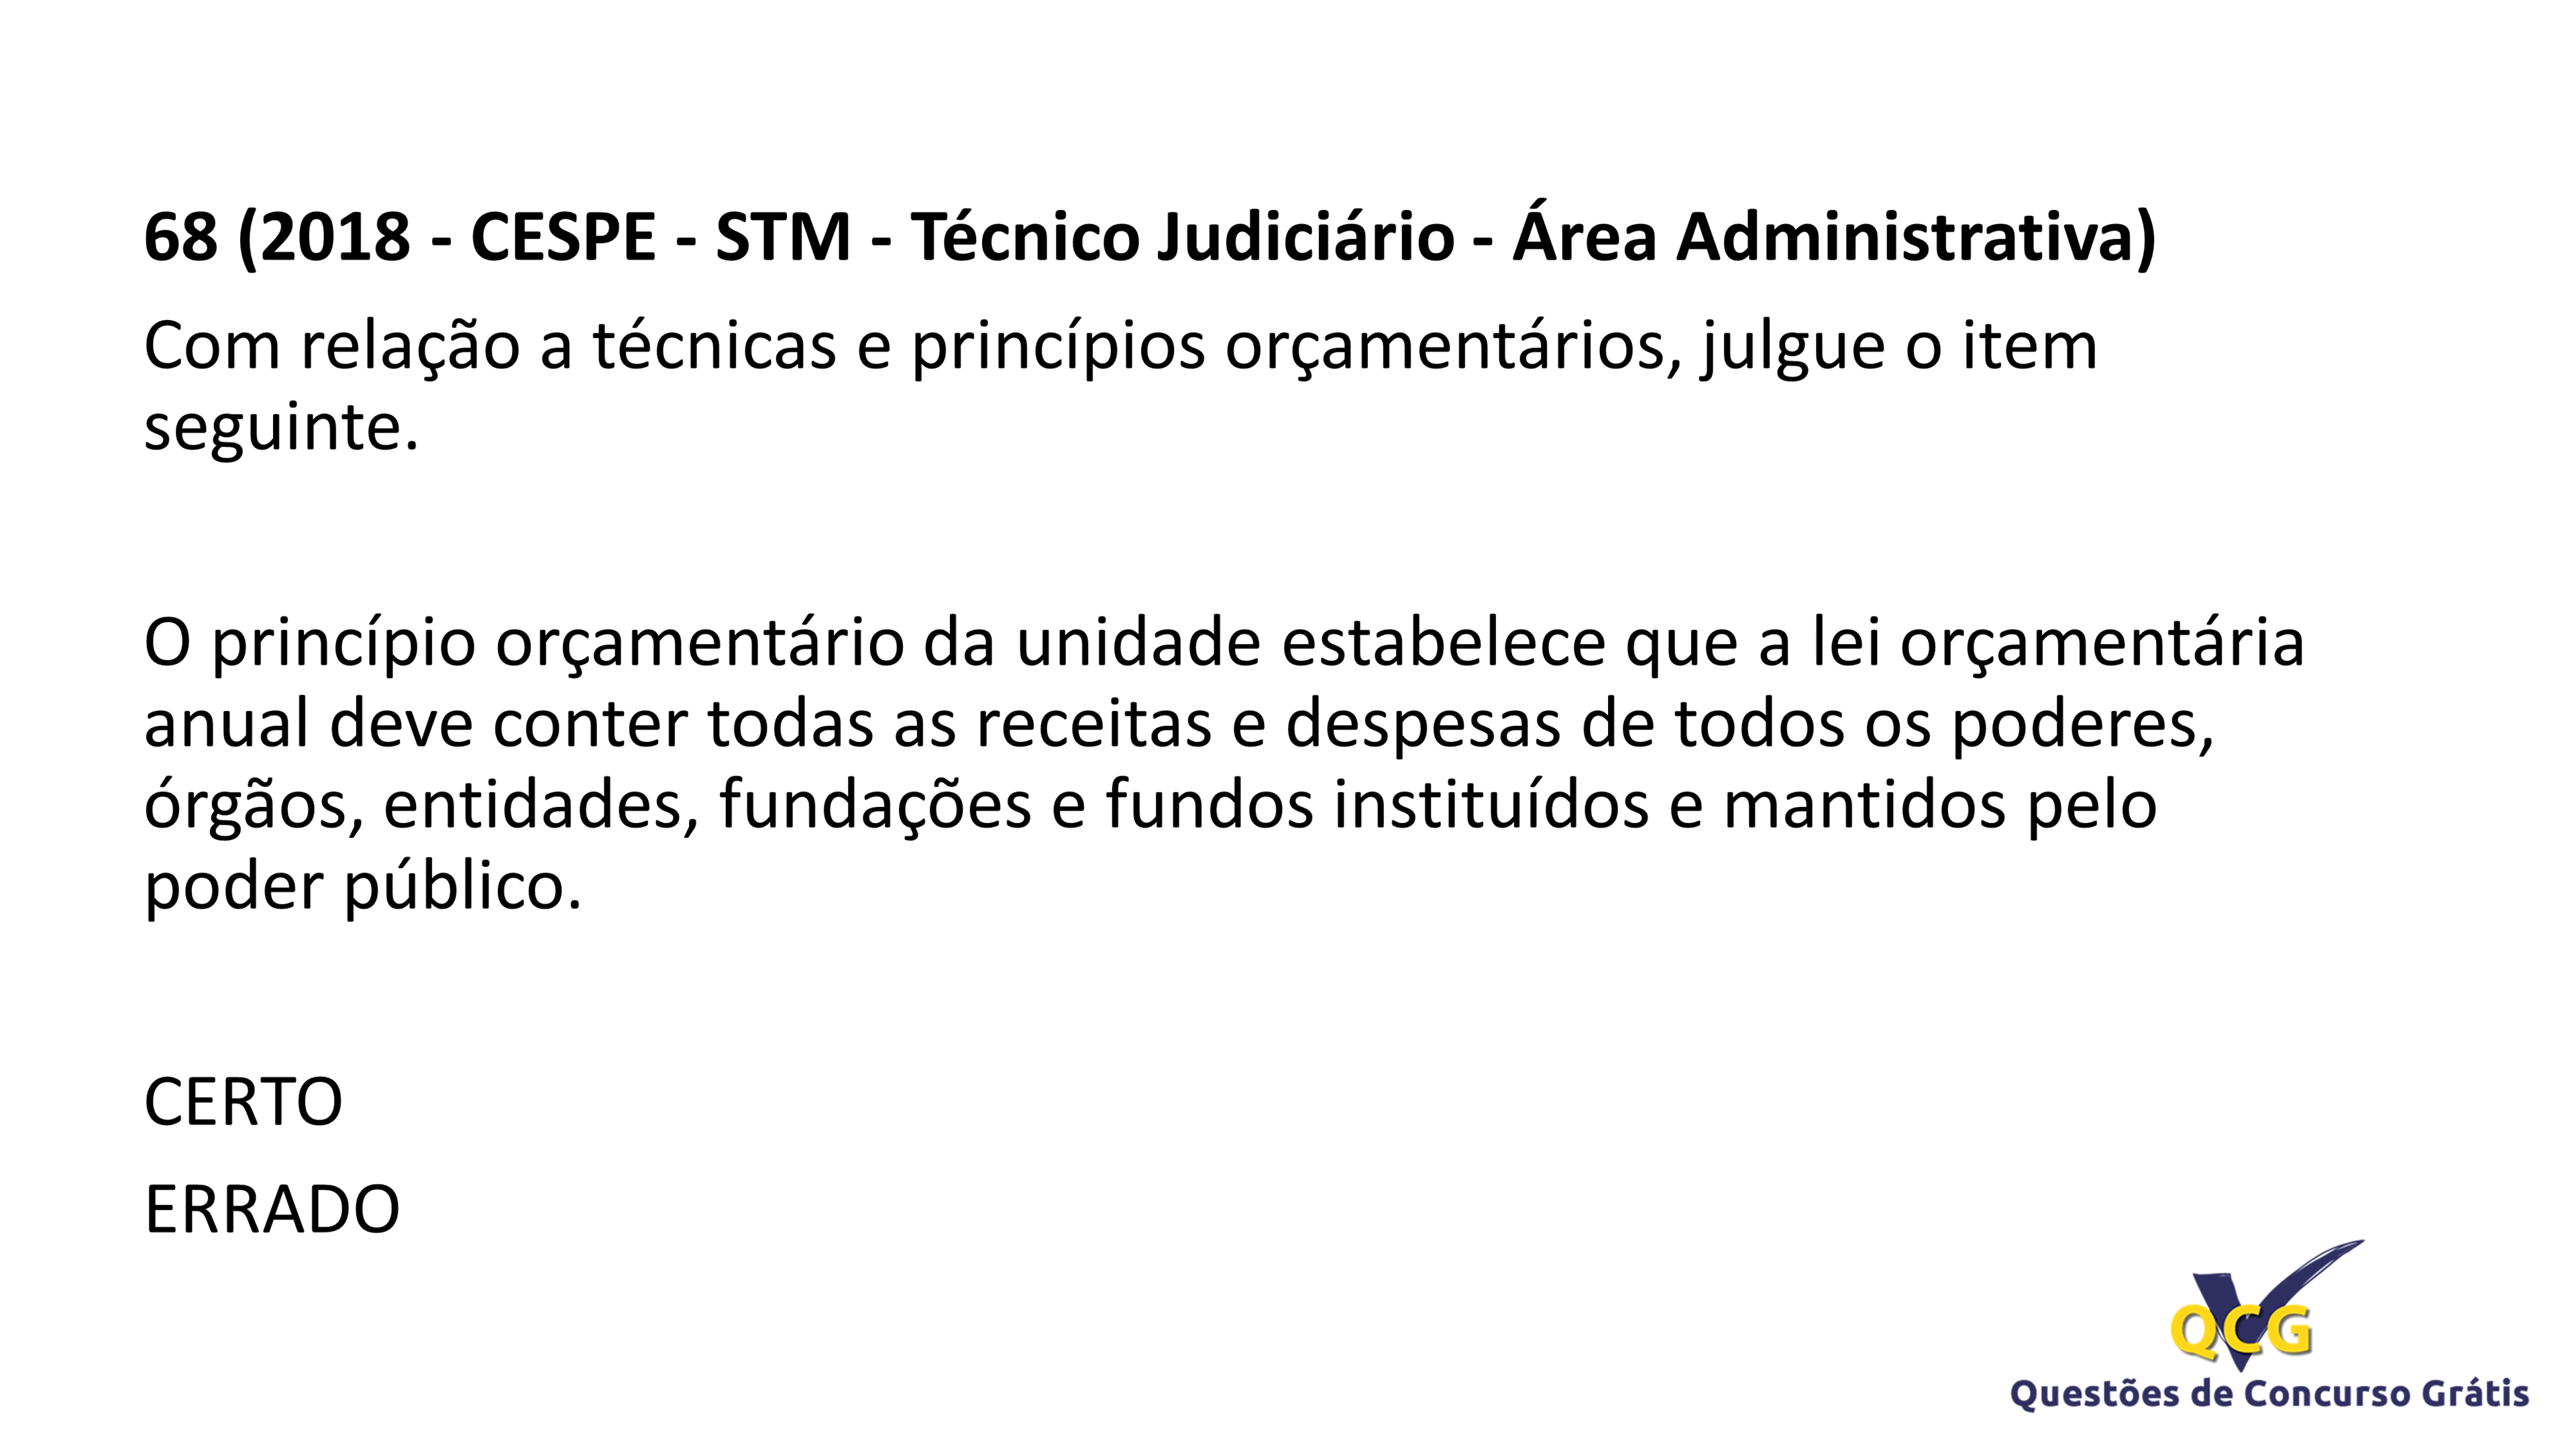 68 (2018 - CESPE - STM - Técnico Judiciário - Área Administrativa)
Com relação a técnicas e princípios orçamentários, julgue o item
seguinte.
O princípio orçamentário da unidade estabelece que a lei orçamentária
anual deve conter todas as receitas e despesas de todos os poderes,
órgãos, entidades, fundações e fundos instituídos e mantidos pelo
poder público.
CERTO
ERRADO
QCG
Questões de Concurso Grátis